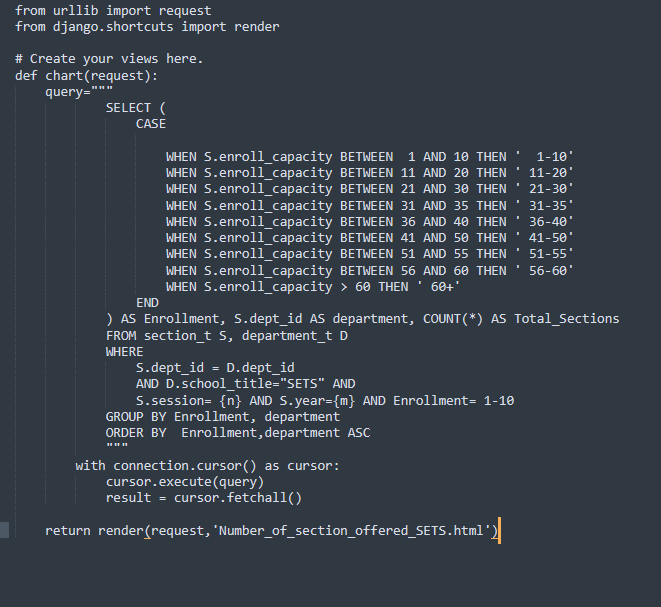 from urllib import request
from django.shortcuts import render
# Create your views here.
def chart(request):
    query="""
            SELECT (
                CASE
                    WHEN S.enroll_capacity BETWEEN  1 AND 10 THEN '  1-10'
                    WHEN S.enroll_capacity BETWEEN 11 AND 20 THEN ' 11-20'
                    WHEN S.enroll_capacity BETWEEN 21 AND 30 THEN ' 21-30'
                    WHEN S.enroll_capacity BETWEEN 31 AND 35 THEN ' 31-35'
                    WHEN S.enroll_capacity BETWEEN 36 AND 40 THEN ' 36-40'
                    WHEN S.enroll_capacity BETWEEN 41 AND 50 THEN ' 41-50'
                    WHEN S.enroll_capacity BETWEEN 51 AND 55 THEN ' 51-55'
                    WHEN S.enroll_capacity BETWEEN 56 AND 60 THEN ' 56-60'
                    WHEN S.enroll_capacity > 60 THEN ' 60+'
                END
            ) AS Enrollment, S.dept_id AS department, COUNT(*) AS Total_Sections
            FROM section_t S, department_t D
            WHERE
                S.dept_id = D.dept_id
                AND D.school_title="SETS" AND
                S.session= {n} AND S.year={m} AND Enrollment= 1-10
            GROUP BY Enrollment, department
            ORDER BY  Enrollment,department ASC
            """
        with connection.cursor() as cursor:
            cursor.execute(query)
            result = cursor.fetchall()
    return render(request,'Number_of_section_offered_SETS.html')